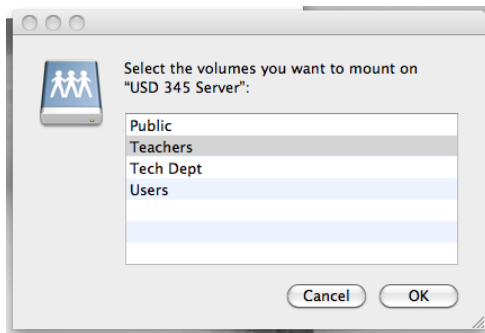 Select the volumes you want to mount on
“USD 345 Server”:
Public
Teachers
Tech Dept
Users
Cancel
OK